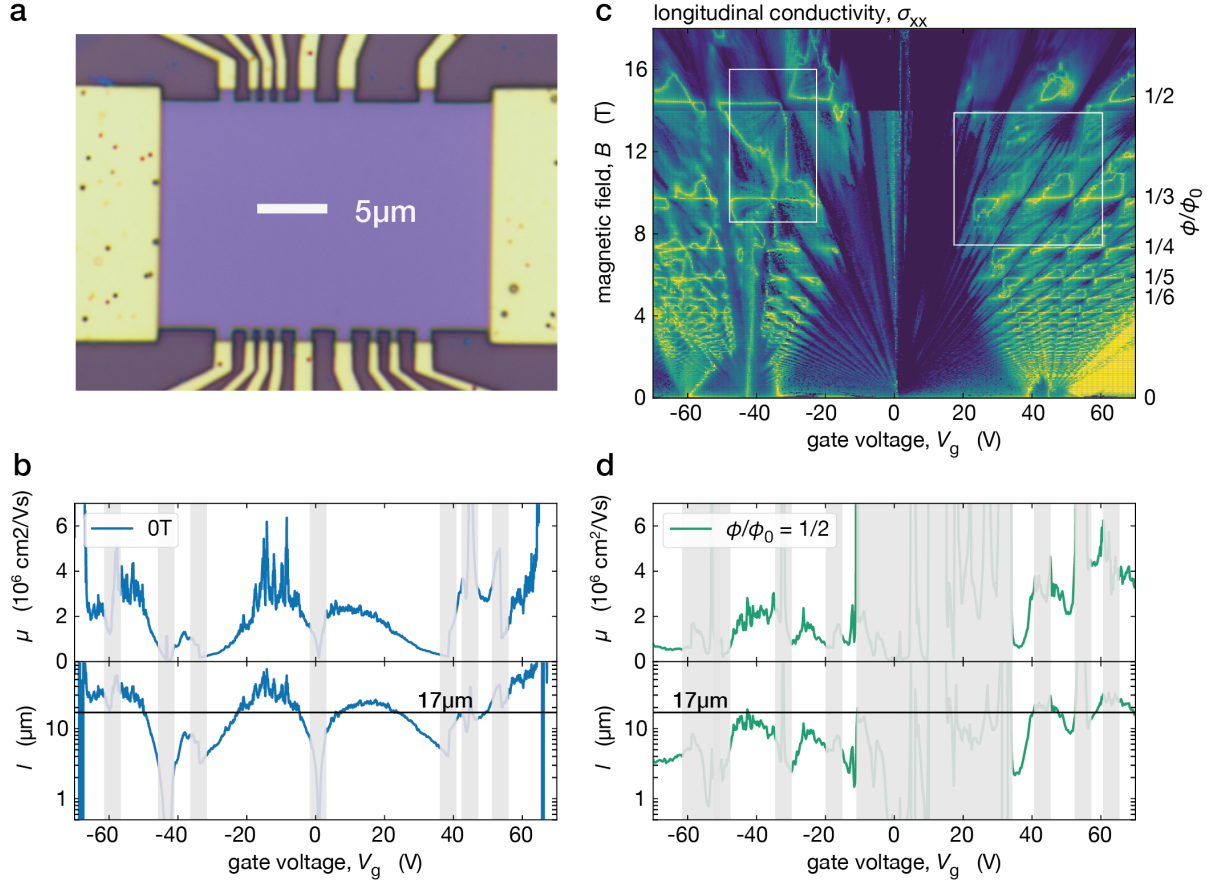 a
5μm
c
longitudinal conductivity, σxx
magnetic field, B (T)
16
12
8
4
0
1/2
1/3
1/4
1/5
1/6
0
ϕ/ϕ0
-60 -40 -20 0 20 40 60
gate voltage, Vg (V)
b
0T
μ (10⁶ cm2/Vs)
6
4
2
0
17μm
l (μm)
10
1
-60 -40 -20 0 20 40 60
gate voltage, Vg (V)
d
ϕ/ϕ0 = 1/2
μ (10⁶ cm²/Vs)
6
4
2
0
17μm
l (μm)
10
1
-60 -40 -20 0 20 40 60
gate voltage, Vg (V)